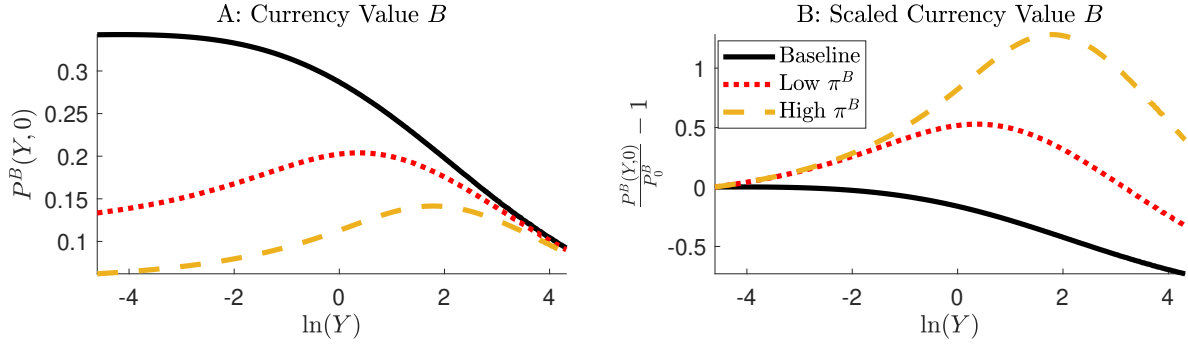 A: Currency Value B
P^B(Y, 0)
0.3
0.25
0.2
0.15
0.1
-4 -2 0 2 4
ln(Y)
B: Scaled Currency Value B
P^B(Y,0)/P_0^B − 1
1
0.5
0
-0.5
Baseline
Low π^B
High π^B
-4 -2 0 2 4
ln(Y)